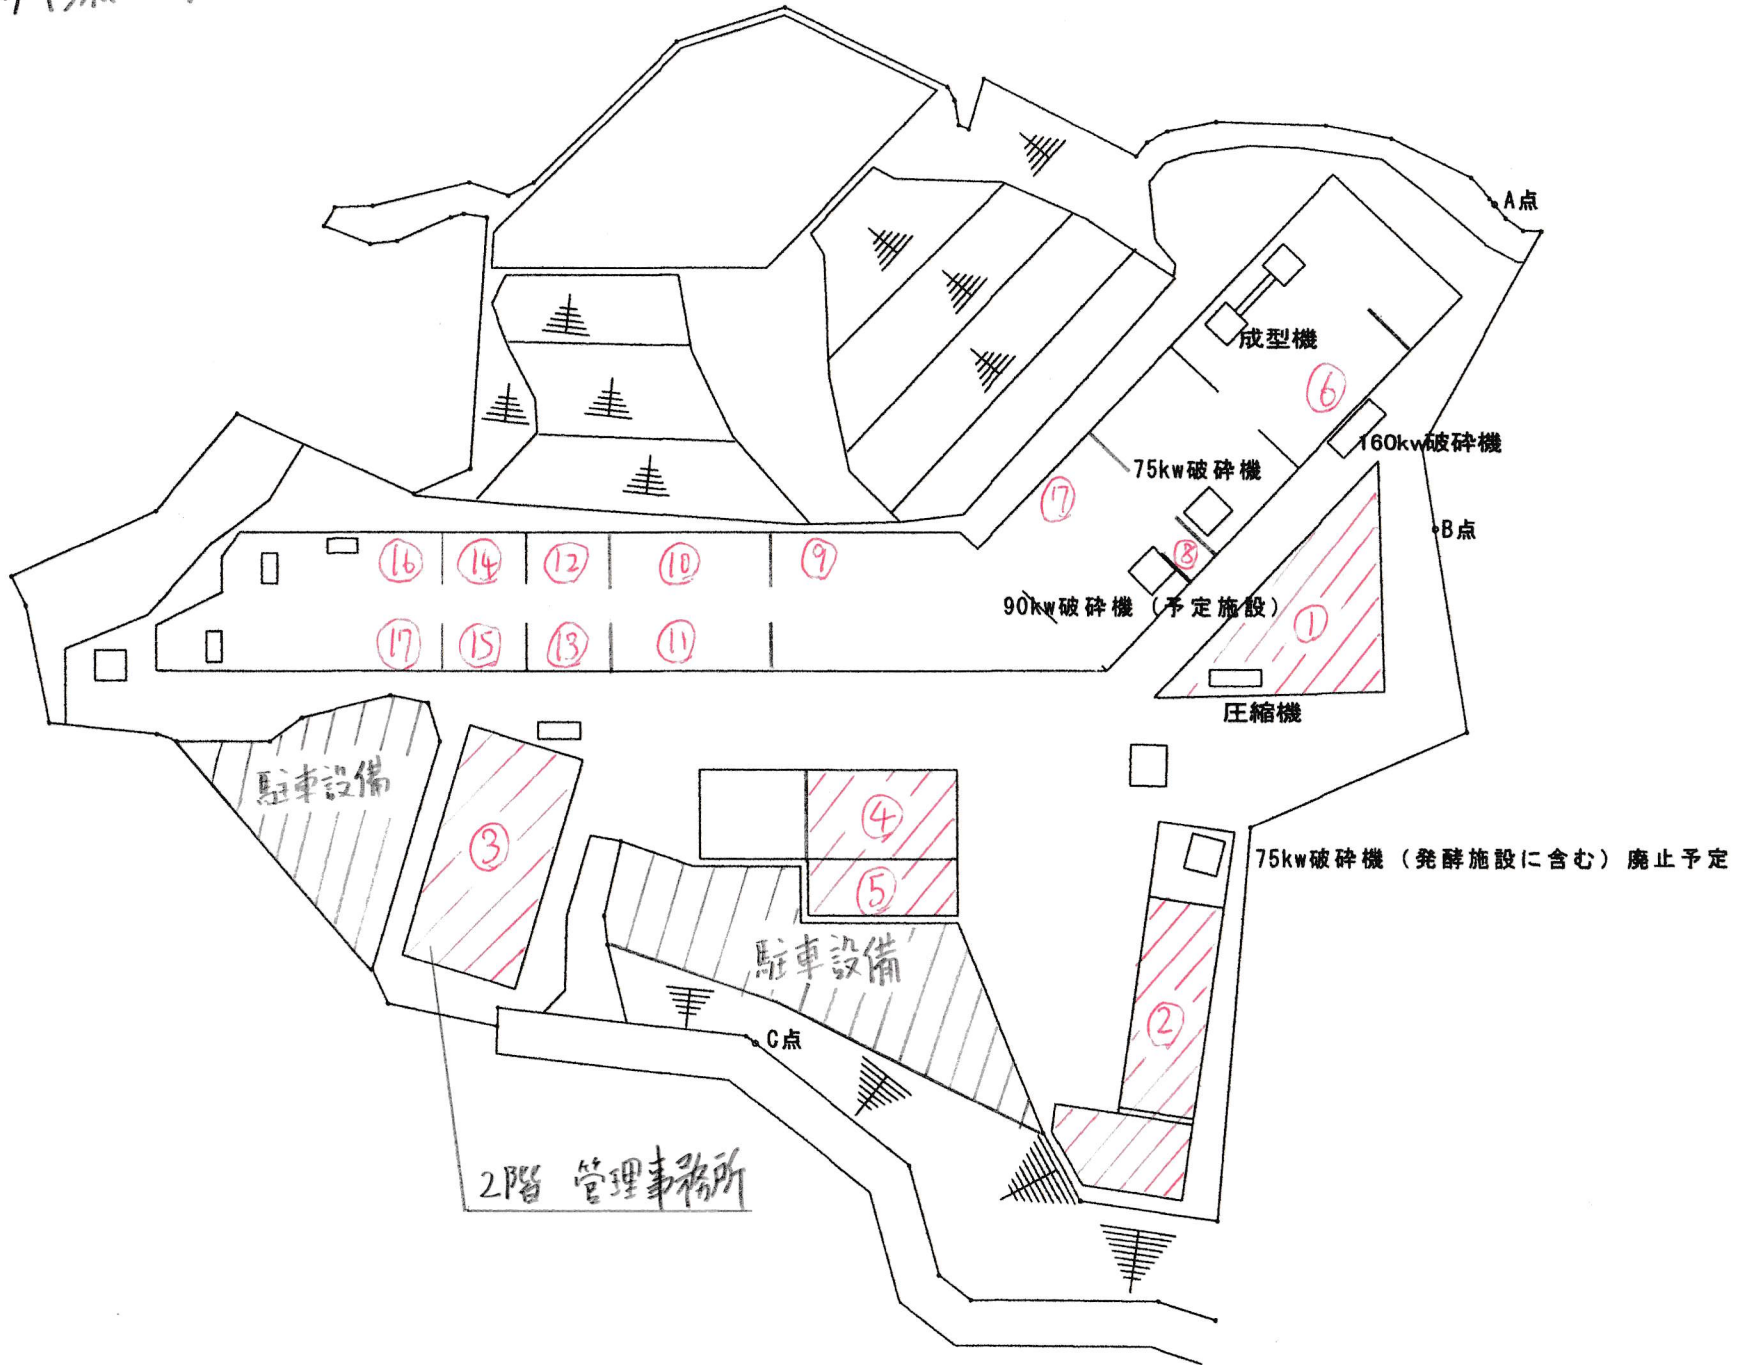 A点
成型機
⑥
160kw破砕機
75kw破砕機
⑰
B点
⑧
⑯
⑭
⑫
⑩
⑨
90kw破砕機（予定施設）
①
⑰
⑮
⑬
⑪
圧縮機
駐車設備
③
④
75kw破砕機（発酵施設に含む）廃止予定
⑤
駐車設備
②
C点
2階 管理事務所